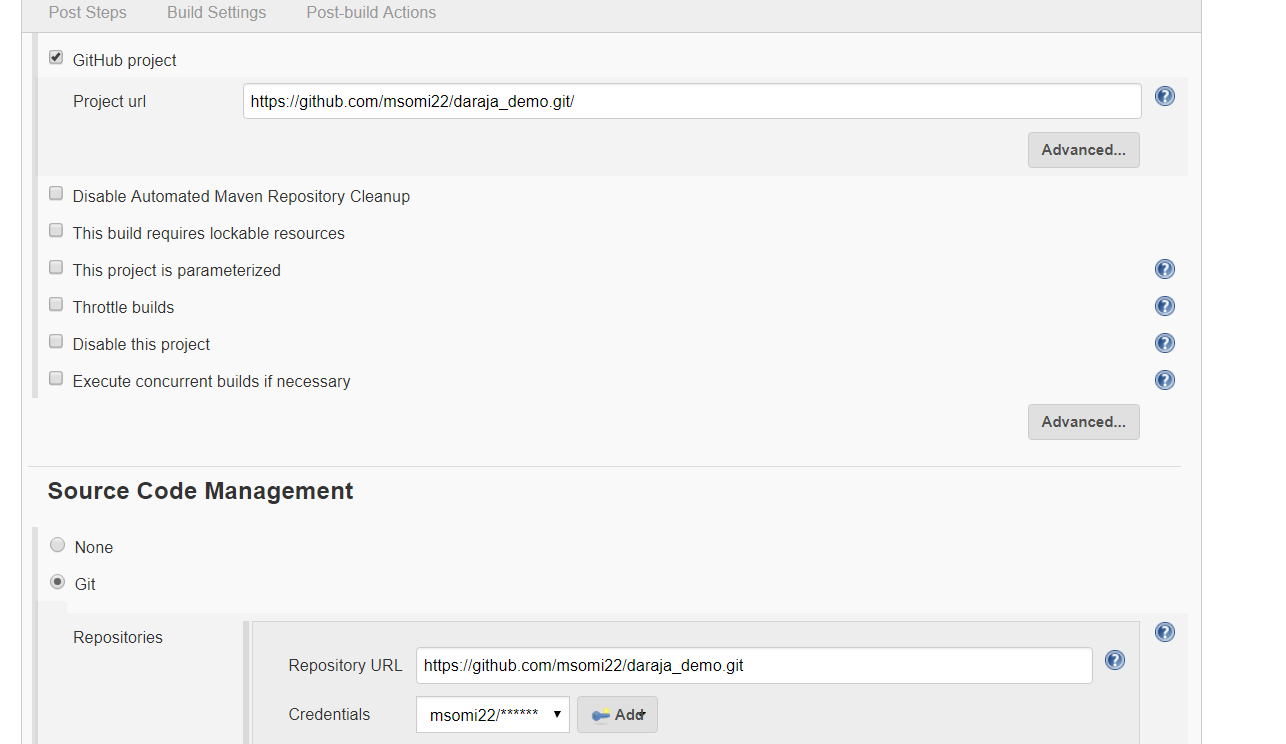 Post Steps Build Settings Post-build Actions
GitHub project
Project url https://github.com/msomi22/daraja_demo.git/
Advanced...
Disable Automated Maven Repository Cleanup
This build requires lockable resources
This project is parameterized
Throttle builds
Disable this project
Execute concurrent builds if necessary
Advanced...
Source Code Management
None
Git
Repositories
Repository URL https://github.com/msomi22/daraja_demo.git
Credentials msomi22/****** Add